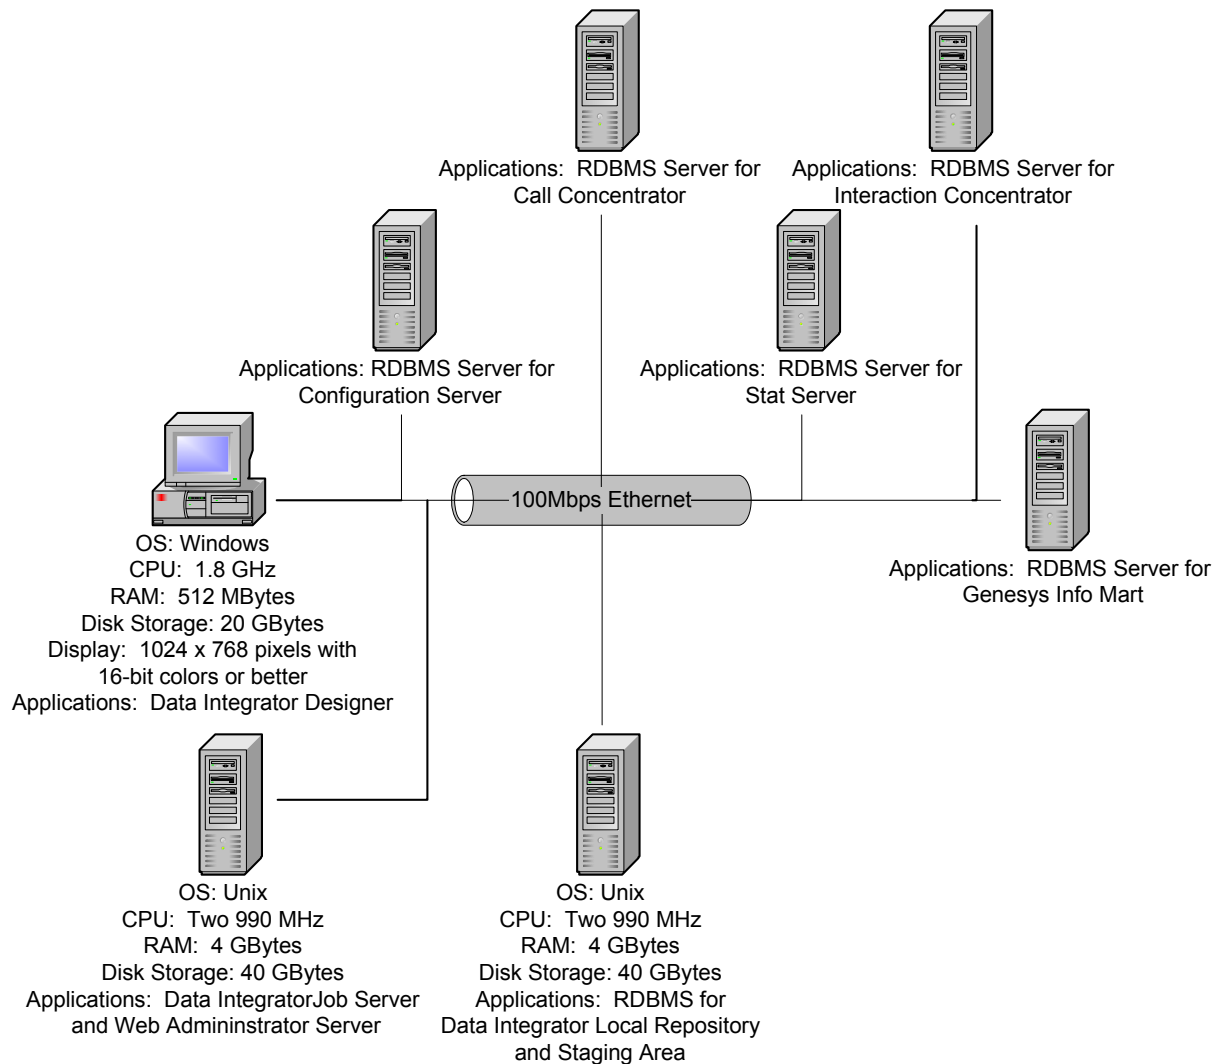 Applications: RDBMS Server for
Call Concentrator
Applications: RDBMS Server for
Interaction Concentrator
Applications: RDBMS Server for
Configuration Server
Applications: RDBMS Server for
Stat Server
100Mbps Ethernet
Applications: RDBMS Server for
Genesys Info Mart
OS: Windows
CPU: 1.8 GHz
RAM: 512 MBytes
Disk Storage: 20 GBytes
Display: 1024 x 768 pixels with
16-bit colors or better
Applications: Data Integrator Designer
OS: Unix
CPU: Two 990 MHz
RAM: 4 GBytes
Disk Storage: 40 GBytes
Applications: Data IntegratorJob Server
and Web Admininstrator Server
OS: Unix
CPU: Two 990 MHz
RAM: 4 GBytes
Disk Storage: 40 GBytes
Applications: RDBMS for
Data Integrator Local Repository
and Staging Area